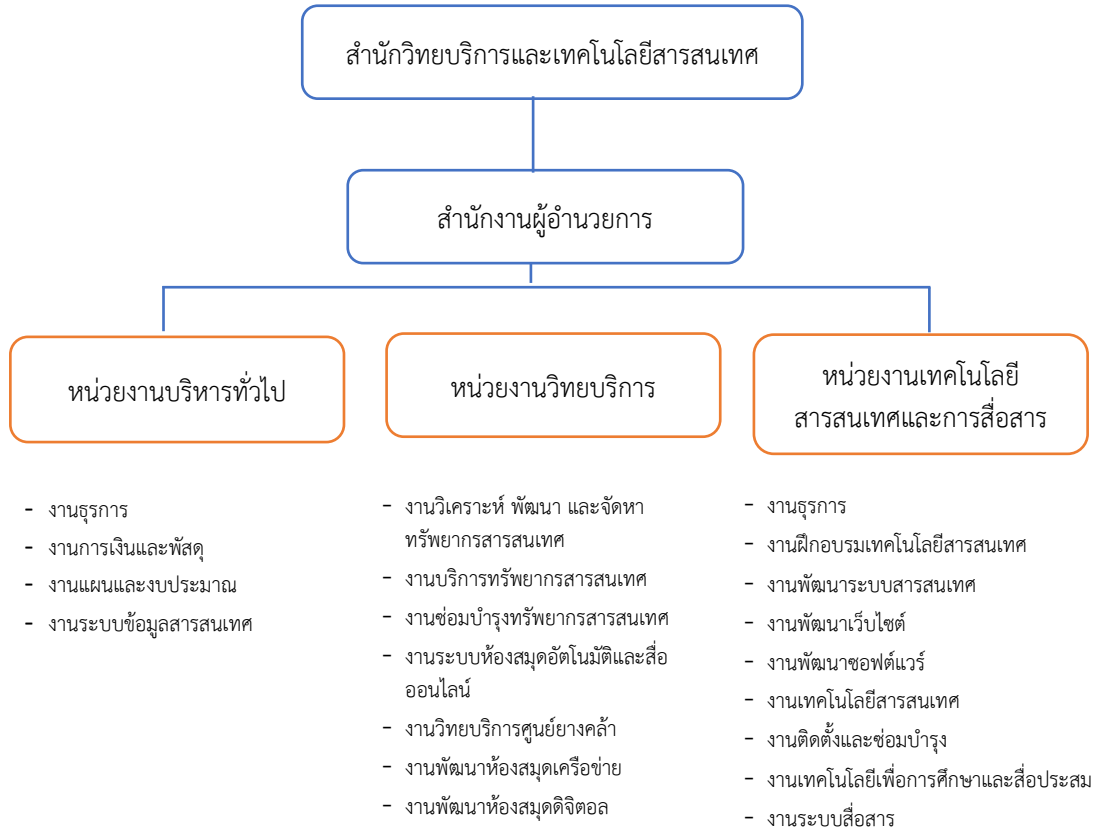 สำนักวิทยบริการและเทคโนโลยีสารสนเทศ
สำนักงานผู้อำนวยการ
หน่วยงานบริหารทั่วไป
- งานธุรการ
- งานการเงินและพัสดุ
- งานแผนและงบประมาณ
- งานระบบข้อมูลสารสนเทศ
หน่วยงานวิทยบริการ
- งานวิเคราะห์ พัฒนา และจัดหา
ทรัพยากรสารสนเทศ
- งานบริการทรัพยากรสารสนเทศ
- งานซ่อมบำรุงทรัพยากรสารสนเทศ
- งานระบบห้องสมุดอัตโนมัติและสื่อ
ออนไลน์
- งานวิทยบริการศูนย์ยางคล้า
- งานพัฒนาห้องสมุดเครือข่าย
- งานพัฒนาห้องสมุดดิจิตอล
หน่วยงานเทคโนโลยี
สารสนเทศและการสื่อสาร
- งานธุรการ
- งานฝึกอบรมเทคโนโลยีสารสนเทศ
- งานพัฒนาระบบสารสนเทศ
- งานพัฒนาเว็บไซต์
- งานพัฒนาซอฟต์แวร์
- งานเทคโนโลยีสารสนเทศ
- งานติดตั้งและซ่อมบำรุง
- งานเทคโนโลยีเพื่อการศึกษาและสื่อประสม
- งานระบบสื่อสาร